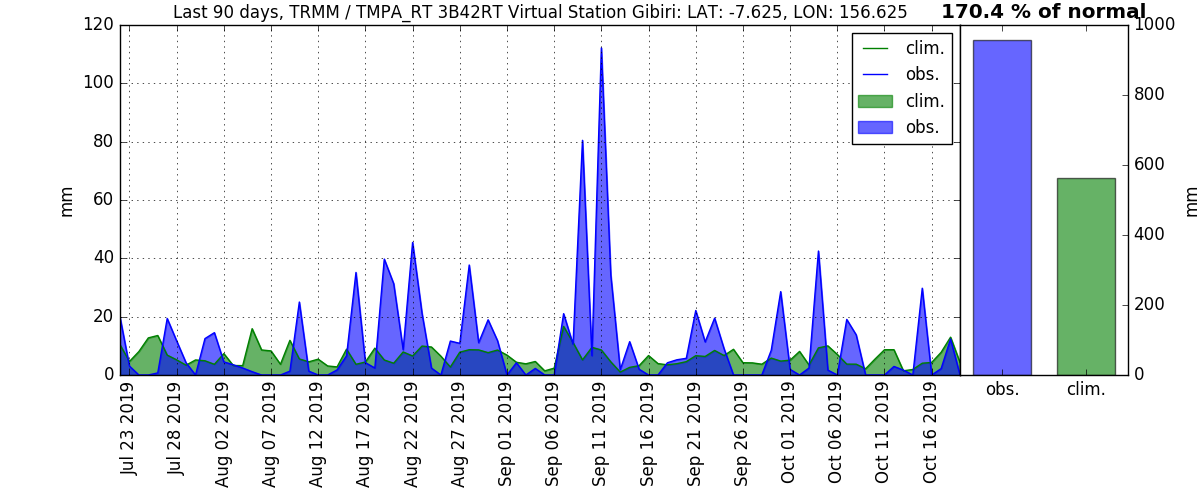 Last 90 days, TRMM / TMPA_RT 3B42RT Virtual Station Gibiri: LAT: -7.625, LON: 156.625
170.4 % of normal
120
100
80
60
40
20
0
mm
clim.
obs.
clim.
obs.
1000
800
600
400
200
0
mm
Jul 23 2019
Jul 28 2019
Aug 02 2019
Aug 07 2019
Aug 12 2019
Aug 17 2019
Aug 22 2019
Aug 27 2019
Sep 01 2019
Sep 06 2019
Sep 11 2019
Sep 16 2019
Sep 21 2019
Sep 26 2019
Oct 01 2019
Oct 06 2019
Oct 11 2019
Oct 16 2019
obs.
clim.